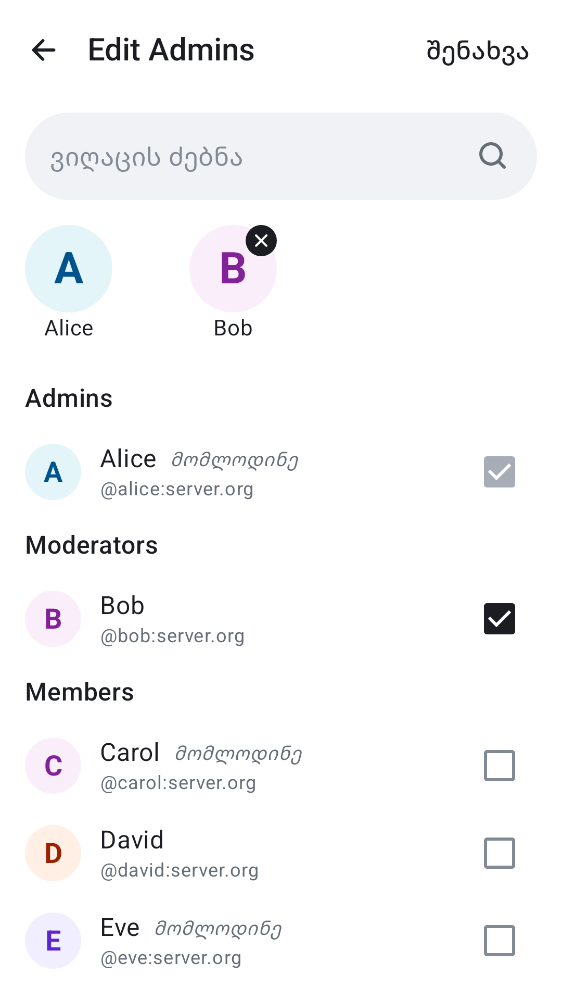 Edit Admins
შენახვა
ვიღაცის ძებნა
A
B
Alice
Bob
Admins
A
Alice მომლოდინე
@alice:server.org
Moderators
B
Bob
@bob:server.org
Members
C
Carol მომლოდინე
@carol:server.org
D
David
@david:server.org
E
Eve მომლოდინე
@eve:server.org